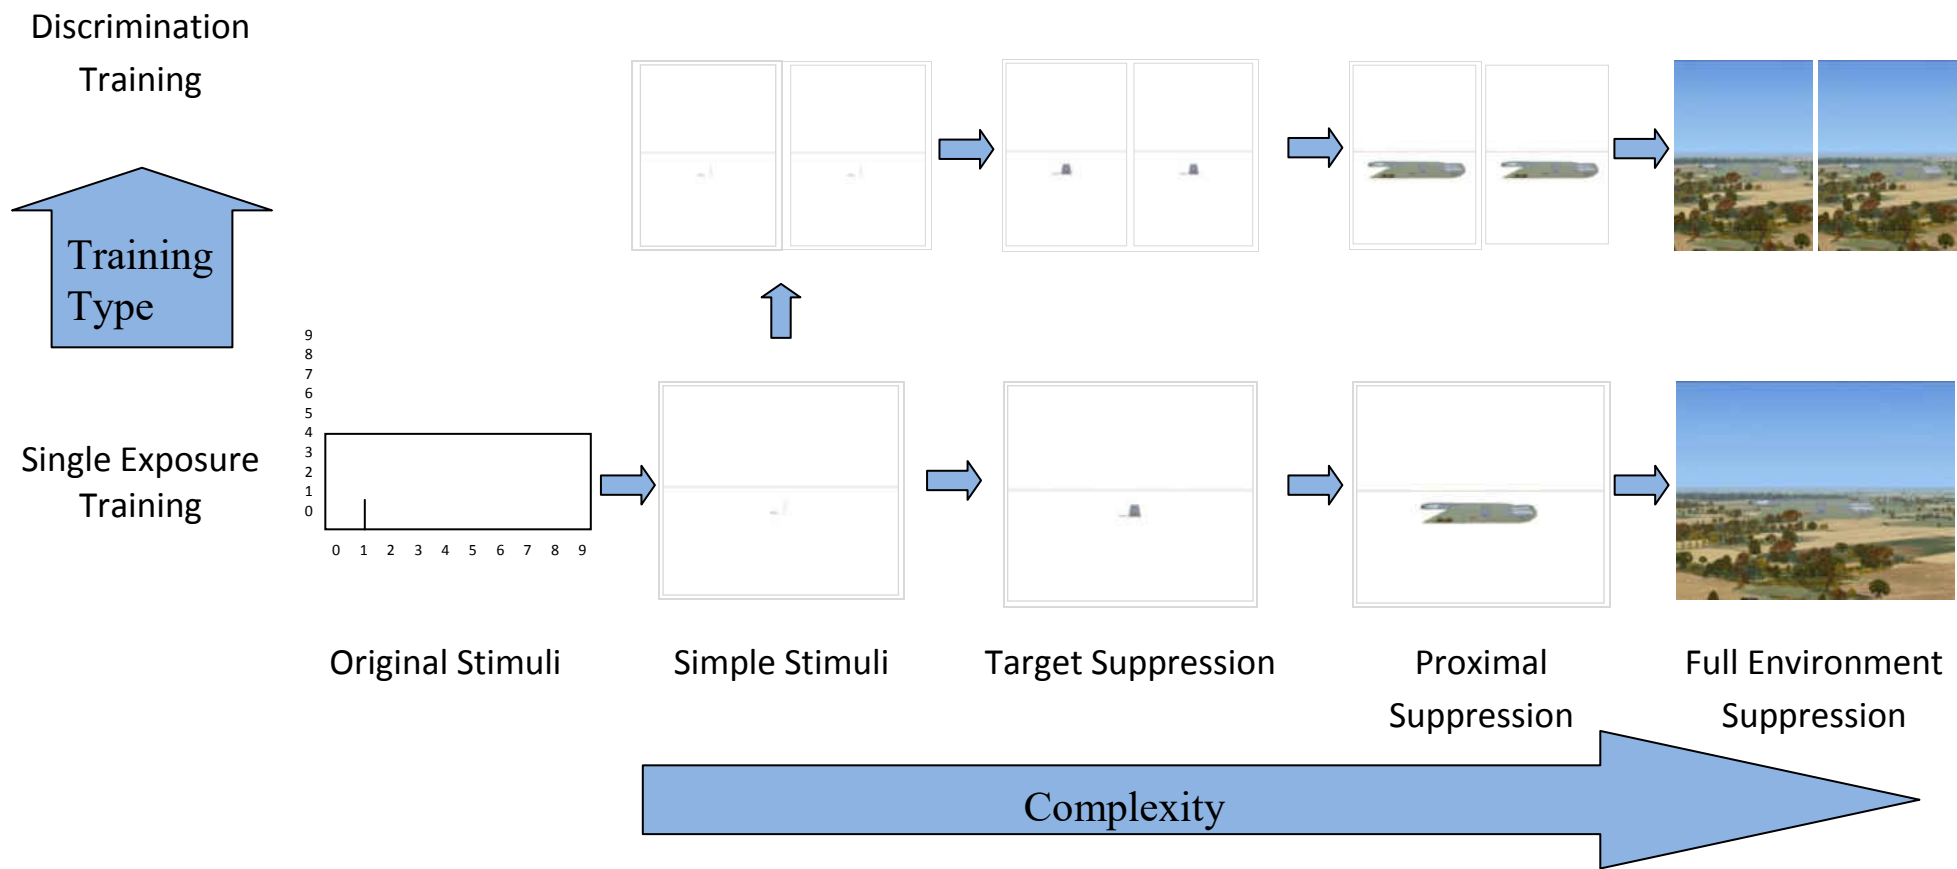 Discrimination
Training
Training
Type
9
8
7
6
5
4
3
2
1
0
Single Exposure
Training
0 1 2 3 4 5 6 7 8 9
Original Stimuli
Simple Stimuli
Target Suppression
Proximal
Suppression
Full Environment
Suppression
Complexity